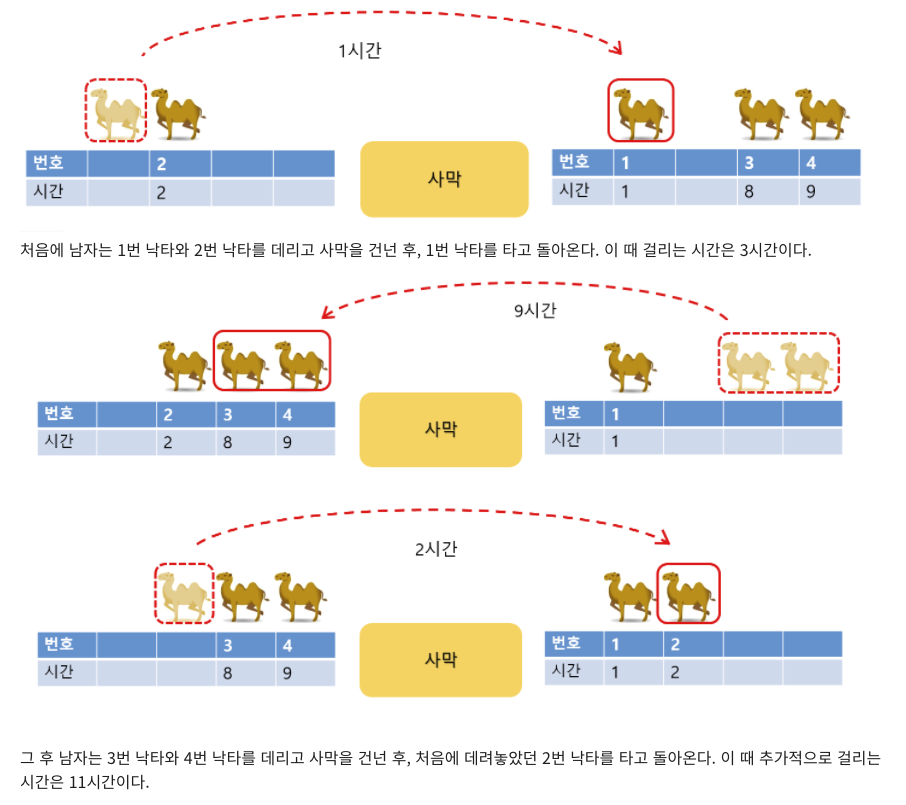 1시간
번호 2
시간 2
사막
번호 1 3 4
시간 1 8 9
처음에 남자는 1번 낙타와 2번 낙타를 데리고 사막을 건넌 후, 1번 낙타를 타고 돌아온다. 이 때 걸리는 시간은 3시간이다.
9시간
번호 2 3 4
시간 2 8 9
사막
번호 1
시간 1
2시간
번호 3 4
시간 8 9
사막
번호 1 2
시간 1 2
그 후 남자는 3번 낙타와 4번 낙타를 데리고 사막을 건넌 후, 처음에 데려놓았던 2번 낙타를 타고 돌아온다. 이 때 추가적으로 걸리는
시간은 11시간이다.